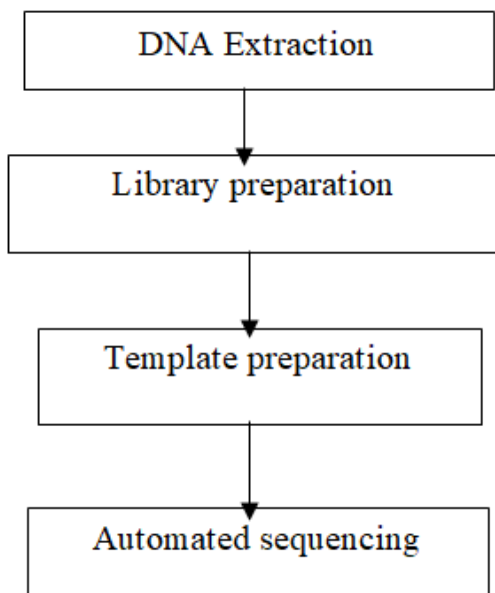 DNA Extraction
Library preparation
Template preparation
Automated sequencing